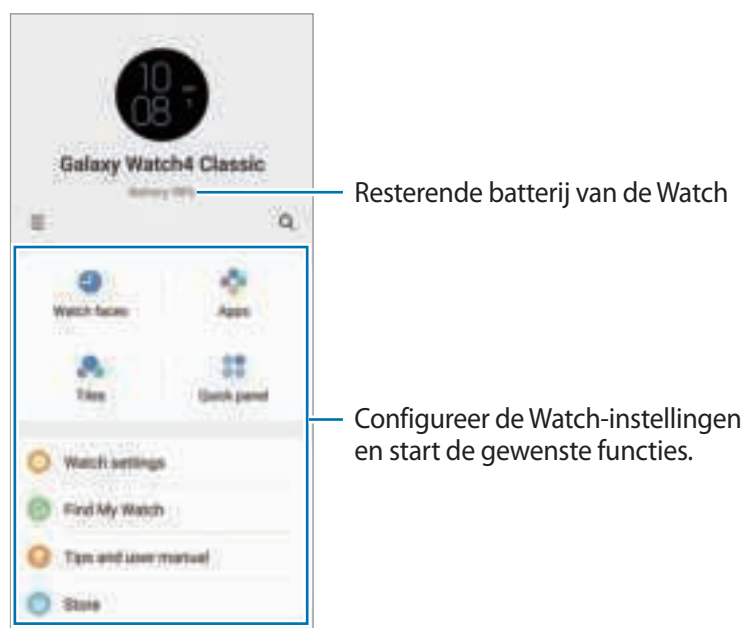 10
08
Galaxy Watch4 Classic
Battery
Resterende batterij van de Watch
Watch faces
Apps
Tiles
Quick panel
Configureer de Watch-instellingen
en start de gewenste functies.
Watch settings
Find My Watch
Tips and user manual
Store